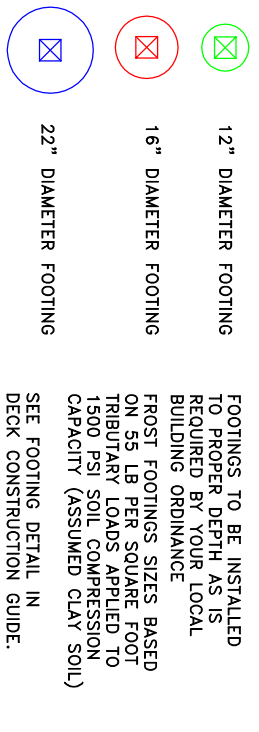 12" DIAMETER FOOTING
16" DIAMETER FOOTING
22" DIAMETER FOOTING
FOOTINGS TO BE INSTALLED
TO PROPER DEPTH AS IS
REQUIRED BY YOUR LOCAL
BUILDING ORDINANCE
FROST FOOTINGS SIZES BASED
ON 55 LB PER SQUARE FOOT
TRIBUTARY LOADS APPLIED TO
1500 PSI SOIL COMPRESSION
CAPACITY (ASSUMED CLAY SOIL)
SEE FOOTING DETAIL IN
DECK CONSTRUCTION GUIDE.